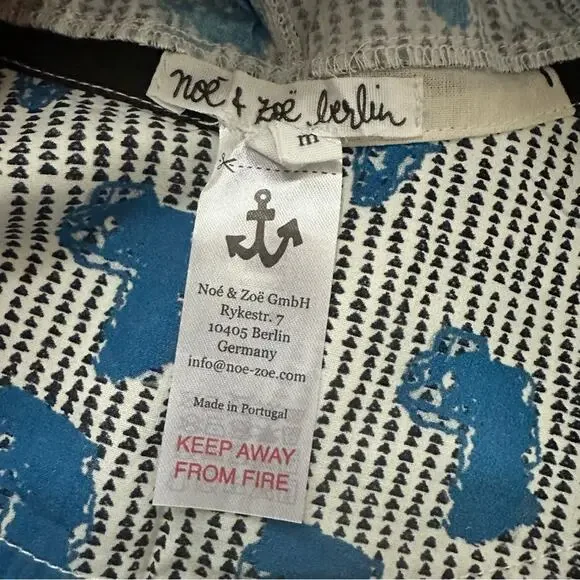 noé & zoë berlin
m
Noé & Zoë GmbH
Rykestr. 7
10405 Berlin
Germany
info@noe-zoe.com
Made in Portugal
KEEP AWAY
FROM FIRE